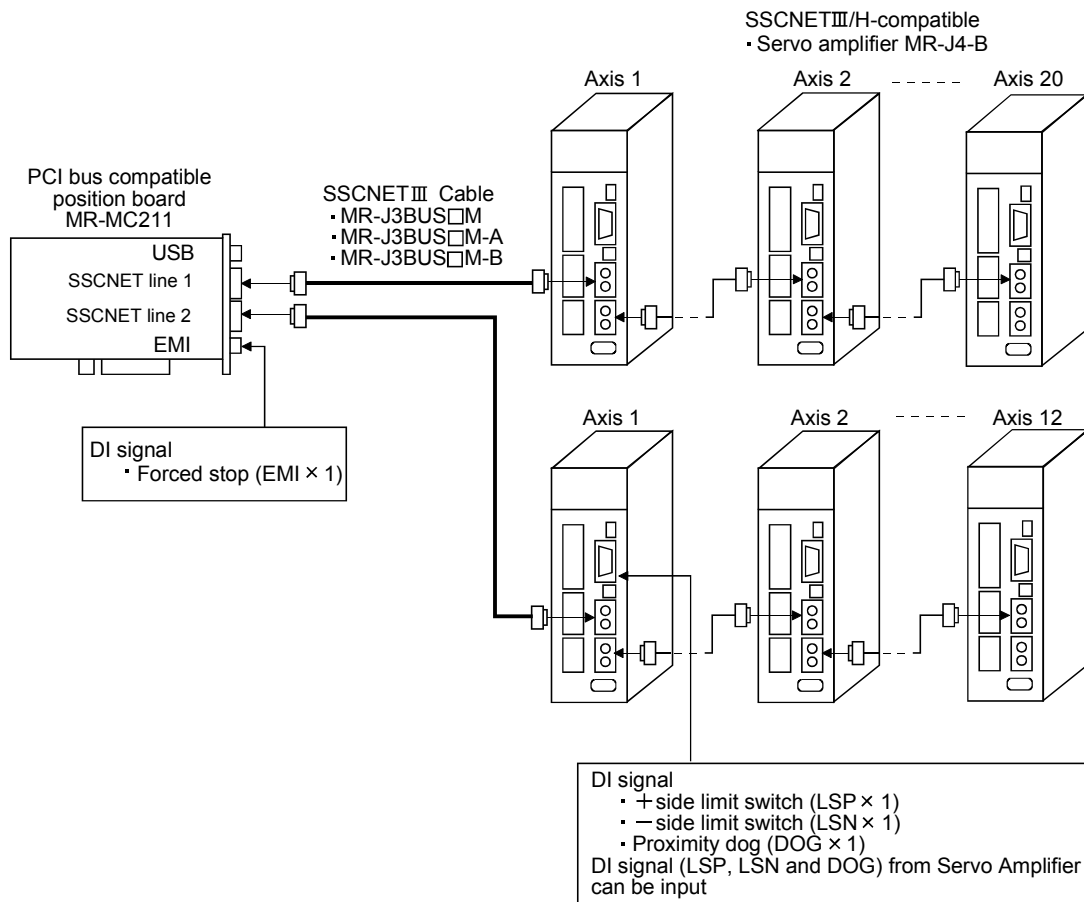 SSCNETⅢ/H-compatible
・Servo amplifier MR-J4-B
Axis 1
Axis 2
Axis 20
PCI bus compatible
position board
MR-MC211
SSCNETⅢ Cable
・MR-J3BUS□M
・MR-J3BUS□M-A
・MR-J3BUS□M-B
USB
SSCNET line 1
SSCNET line 2
EMI
DI signal
・Forced stop (EMI × 1)
Axis 1
Axis 2
Axis 12
DI signal
・+side limit switch (LSP × 1)
・−side limit switch (LSN × 1)
・Proximity dog (DOG × 1)
DI signal (LSP, LSN and DOG) from Servo Amplifier
can be input